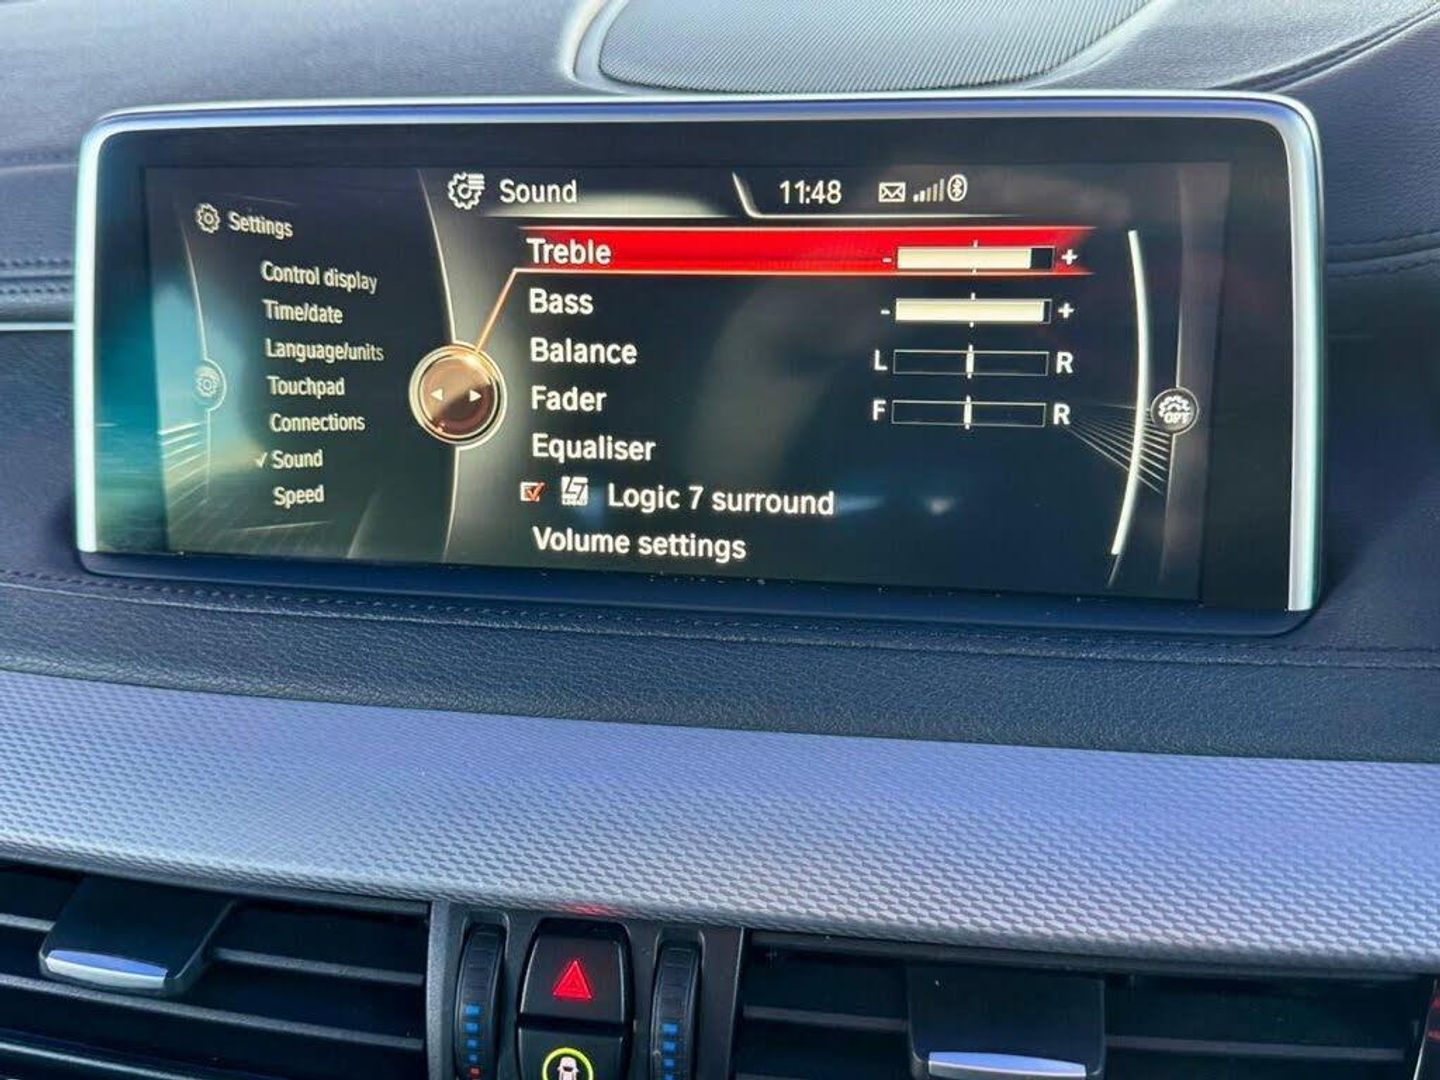 Settings
Control display
Time/date
Language/units
Touchpad
Connections
Sound
Speed
Sound
11:48
Treble - +
Bass - +
Balance L R
Fader F R
Equaliser
Logic 7 surround
Volume settings
OPT